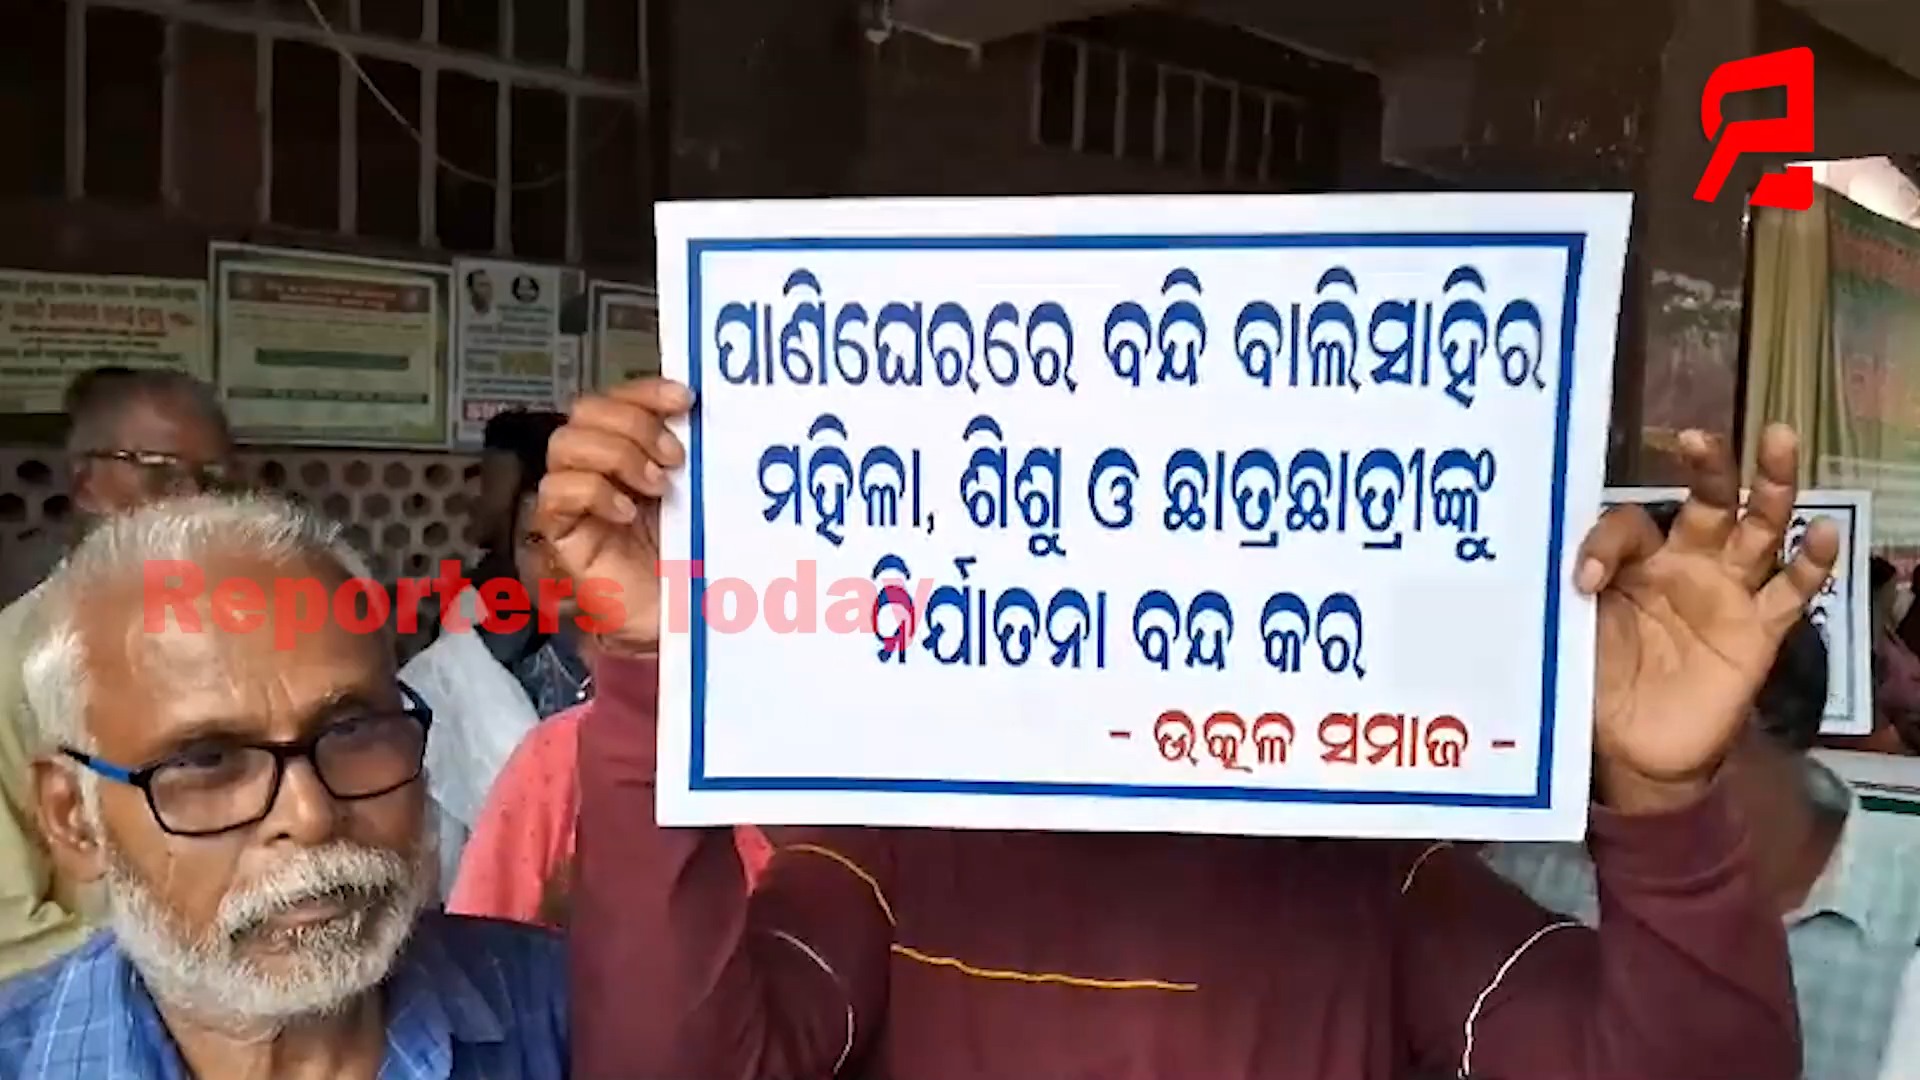 ପାଣିଘେରରେ ବନ୍ଦି ବାଲିସାହିର
ମହିଳା, ଶିଶୁ ଓ ଛାତ୍ରଛାତ୍ରୀଙ୍କୁ
ନିର୍ଯାତନା ବନ୍ଦ କର
- ଉତ୍କଳ ସମାଜ -
Reporters Today